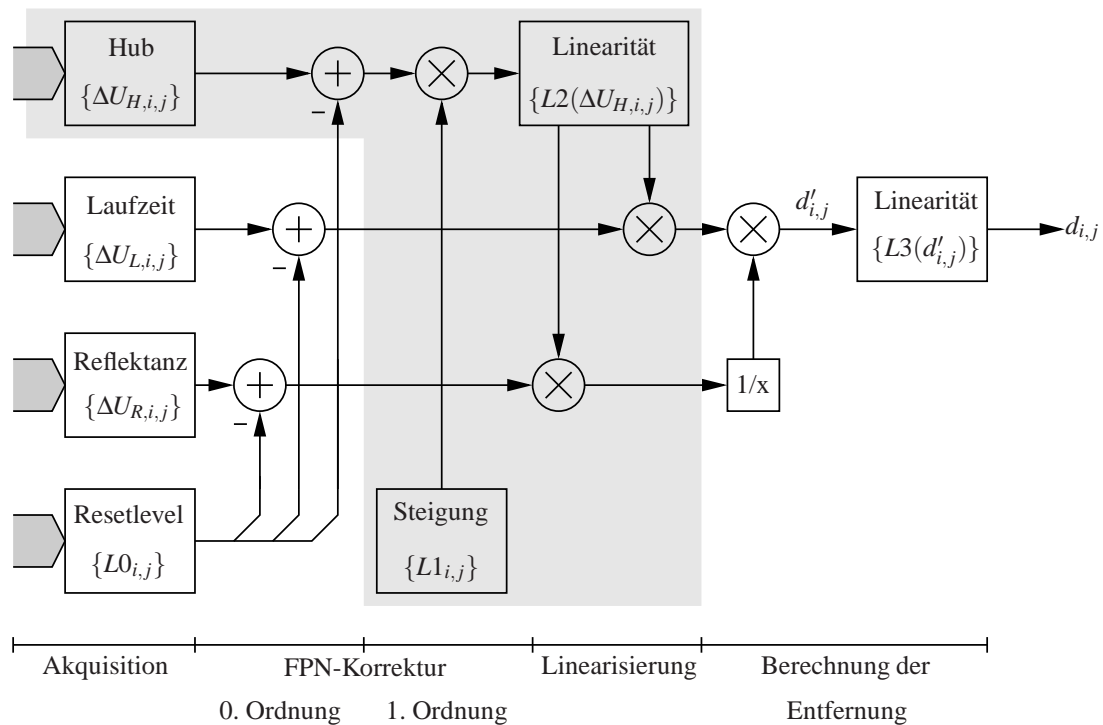 Hub
{ΔU_{H,i,j}}
+
−
×
Linearität
{L2(ΔU_{H,i,j})}
Laufzeit
{ΔU_{L,i,j}}
+
−
×
×
d′_{i,j}
Linearität
{L3(d′_{i,j})}
d_{i,j}
Reflektanz
{ΔU_{R,i,j}}
+
−
×
1/x
Resetlevel
{L0_{i,j}}
Steigung
{L1_{i,j}}
Akquisition
FPN-Korrektur
Linearisierung
Berechnung der
0. Ordnung
1. Ordnung
Entfernung